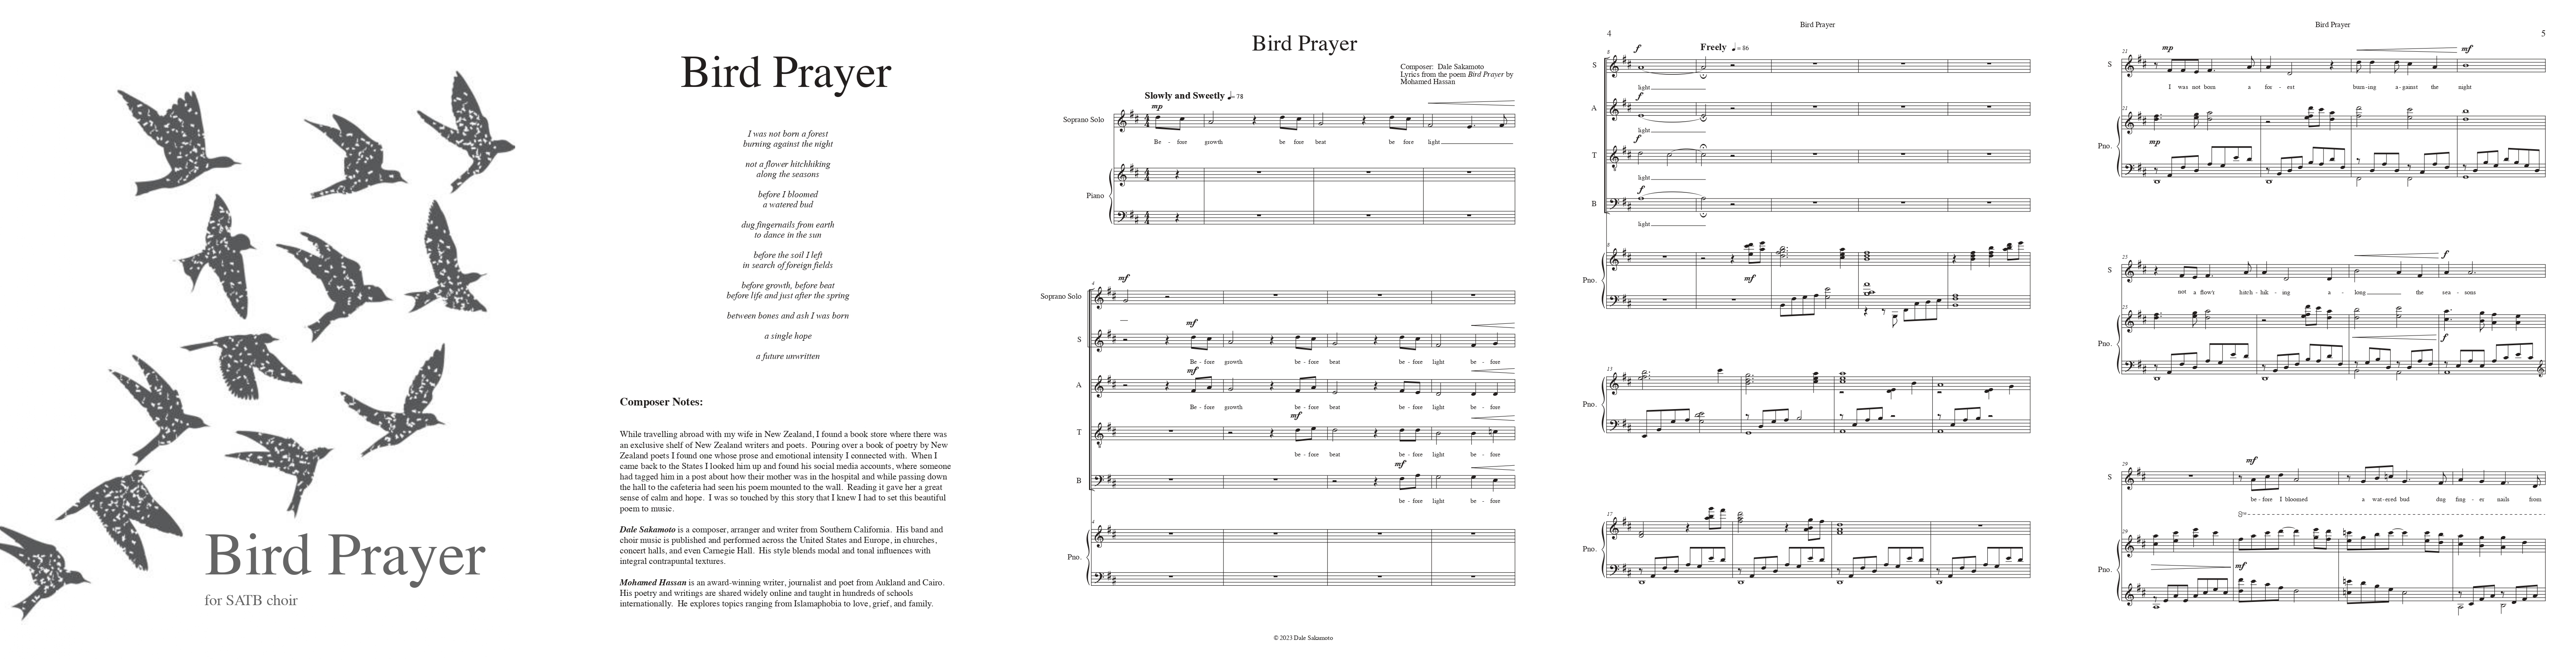 Bird Prayer
for SATB choir
Bird Prayer
I was not born a forest
burning against the night
not a flower hitchhiking
along the seasons
before I bloomed
a watered bud
dug fingernails from earth
to dance in the sun
before the soil I left
in search of foreign fields
before growth, before beat
before life and just after the spring
between bones and ash I was born
a single hope
a future unwritten
Composer Notes:
While travelling abroad with my wife in New Zealand, I found a book store where there was
an exclusive shelf of New Zealand writers and poets. Pouring over a book of poetry by New
Zealand poets I found one whose prose and emotional intensity I connected with. When I
came back to the States I looked him up and found his social media accounts, where someone
had tagged him in a post about how their mother was in the hospital and while passing down
the hall to the cafeteria had seen his poem mounted to the wall. Reading it gave her a great
sense of calm and hope. I was so touched by this story that I knew I had to set this beautiful
poem to music.
Dale Sakamoto is a composer, arranger and writer from Southern California. His band and
choir music is published and performed across the United States and Europe, in churches,
concert halls, and even Carnegie Hall. His style blends modal and tonal influences with
integral contrapuntal textures.
Mohamed Hassan is an award-winning writer, journalist and poet from Aukland and Cairo.
His poetry and writings are shared widely online and taught in hundreds of schools
internationally. He explores topics ranging from Islamaphobia to love, grief, and family.
Bird Prayer
Composer: Dale Sakamoto
Lyrics from the poem Bird Prayer by
Mohamed Hassan
Slowly and Sweetly ♩= 78
mp
Soprano Solo
Be - fore growth be fore beat be fore light
Piano
mf
Soprano Solo
mf
S
Be - fore growth be - fore beat be - fore light be - fore
mf
A
Be - fore growth be - fore beat be - fore light be - fore
mf
T
be - fore beat be - fore light be - fore
mf
B
be - fore light be - fore
4
Pno.
© 2023 Dale Sakamoto
Bird Prayer
4
f
Freely ♩= 86
8
S
light
f
A
light
f
T
light
f
B
light
8
mf
Pno.
13
Pno.
17
Pno.
Bird Prayer
5
21
mp
mf
S
I was not born a for - est burn - ing a - gainst the night
21
mp
Pno.
25
f
S
not a flow'r hitch - hik - ing a - long the sea - sons
25
f
Pno.
29
mf
S
be - fore I bloomed a wat - ered bud dug fing - er nails from
8va
29
mf
Pno.